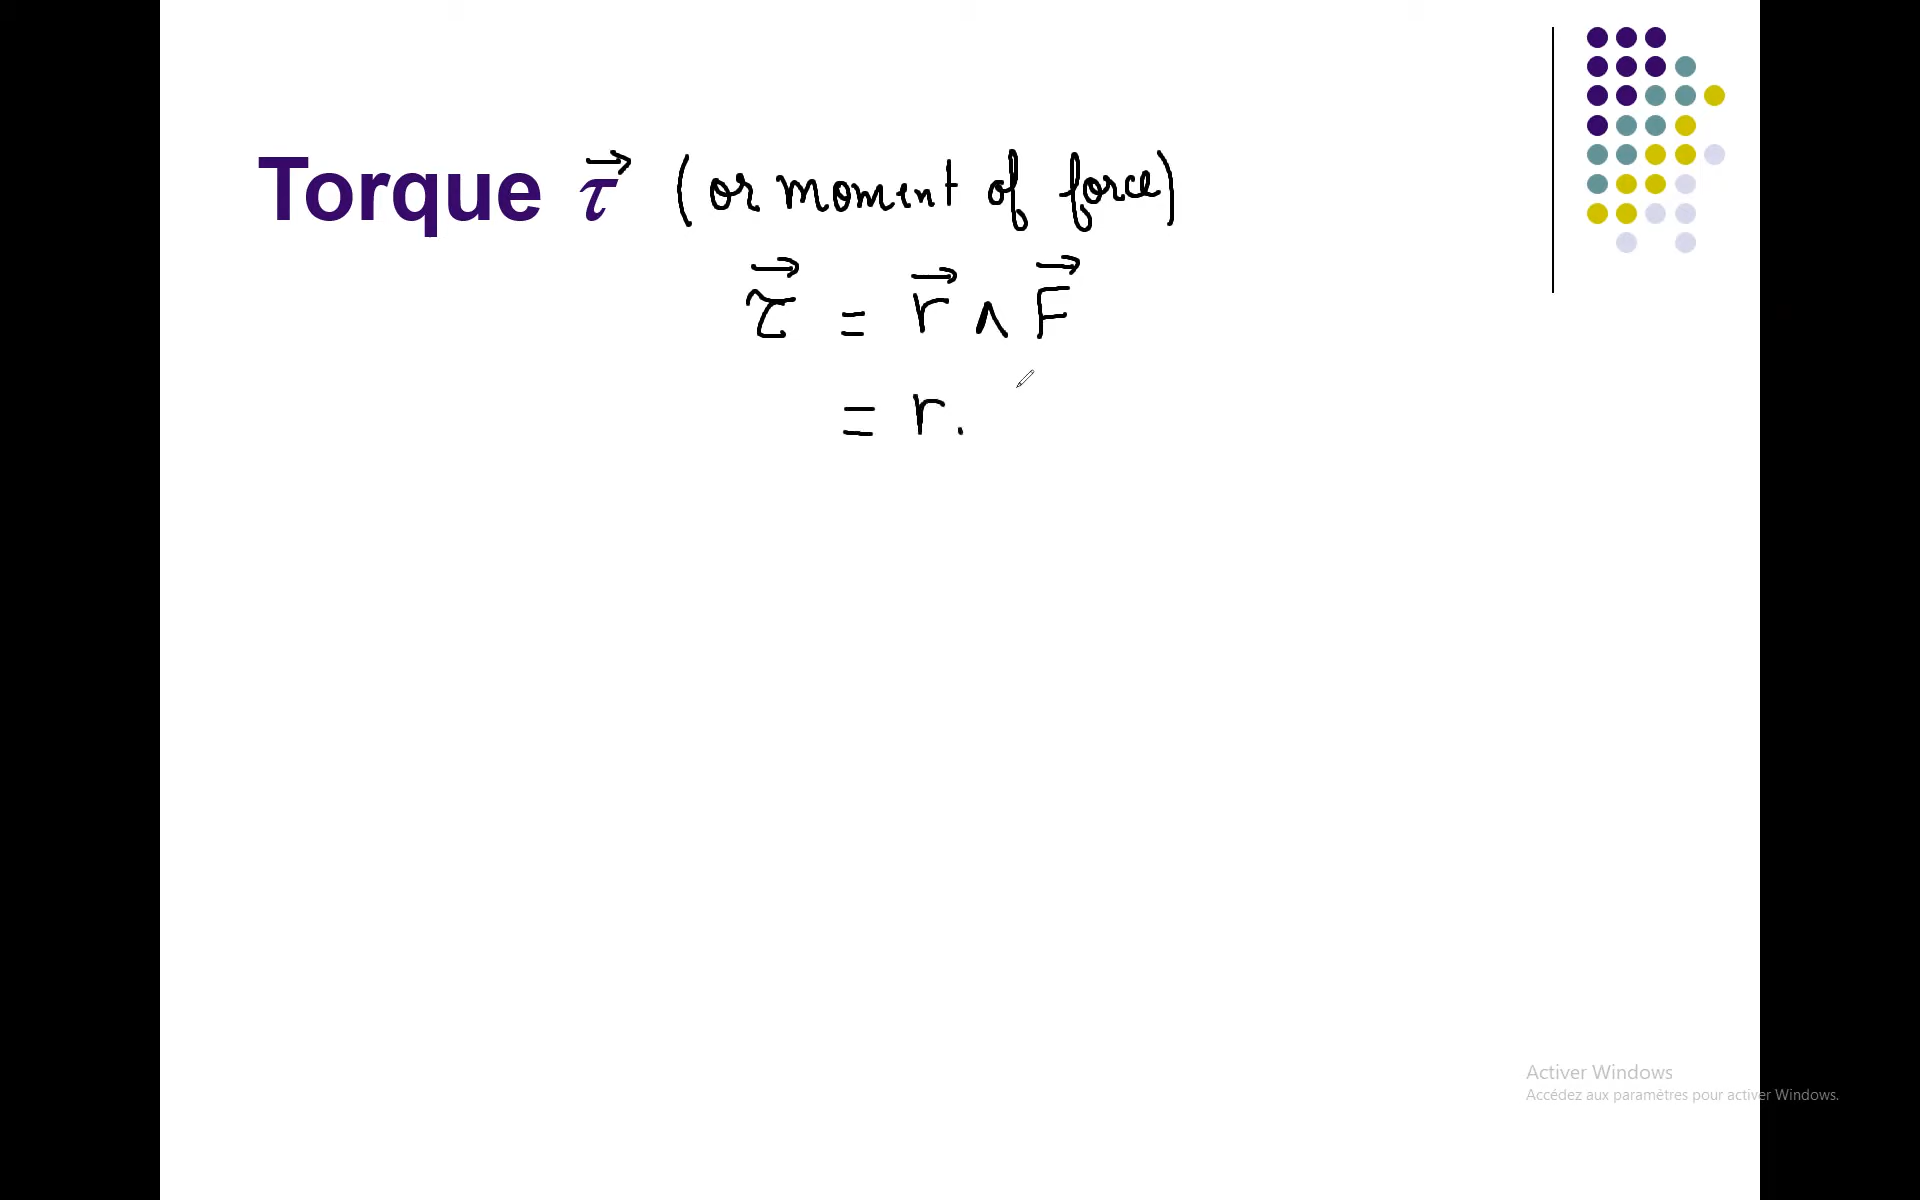 Torque τ⃗ (or moment of force)
τ⃗ = r⃗ ∧ F⃗
= r.
Activer Windows
Accédez aux paramètres pour activer Windows.